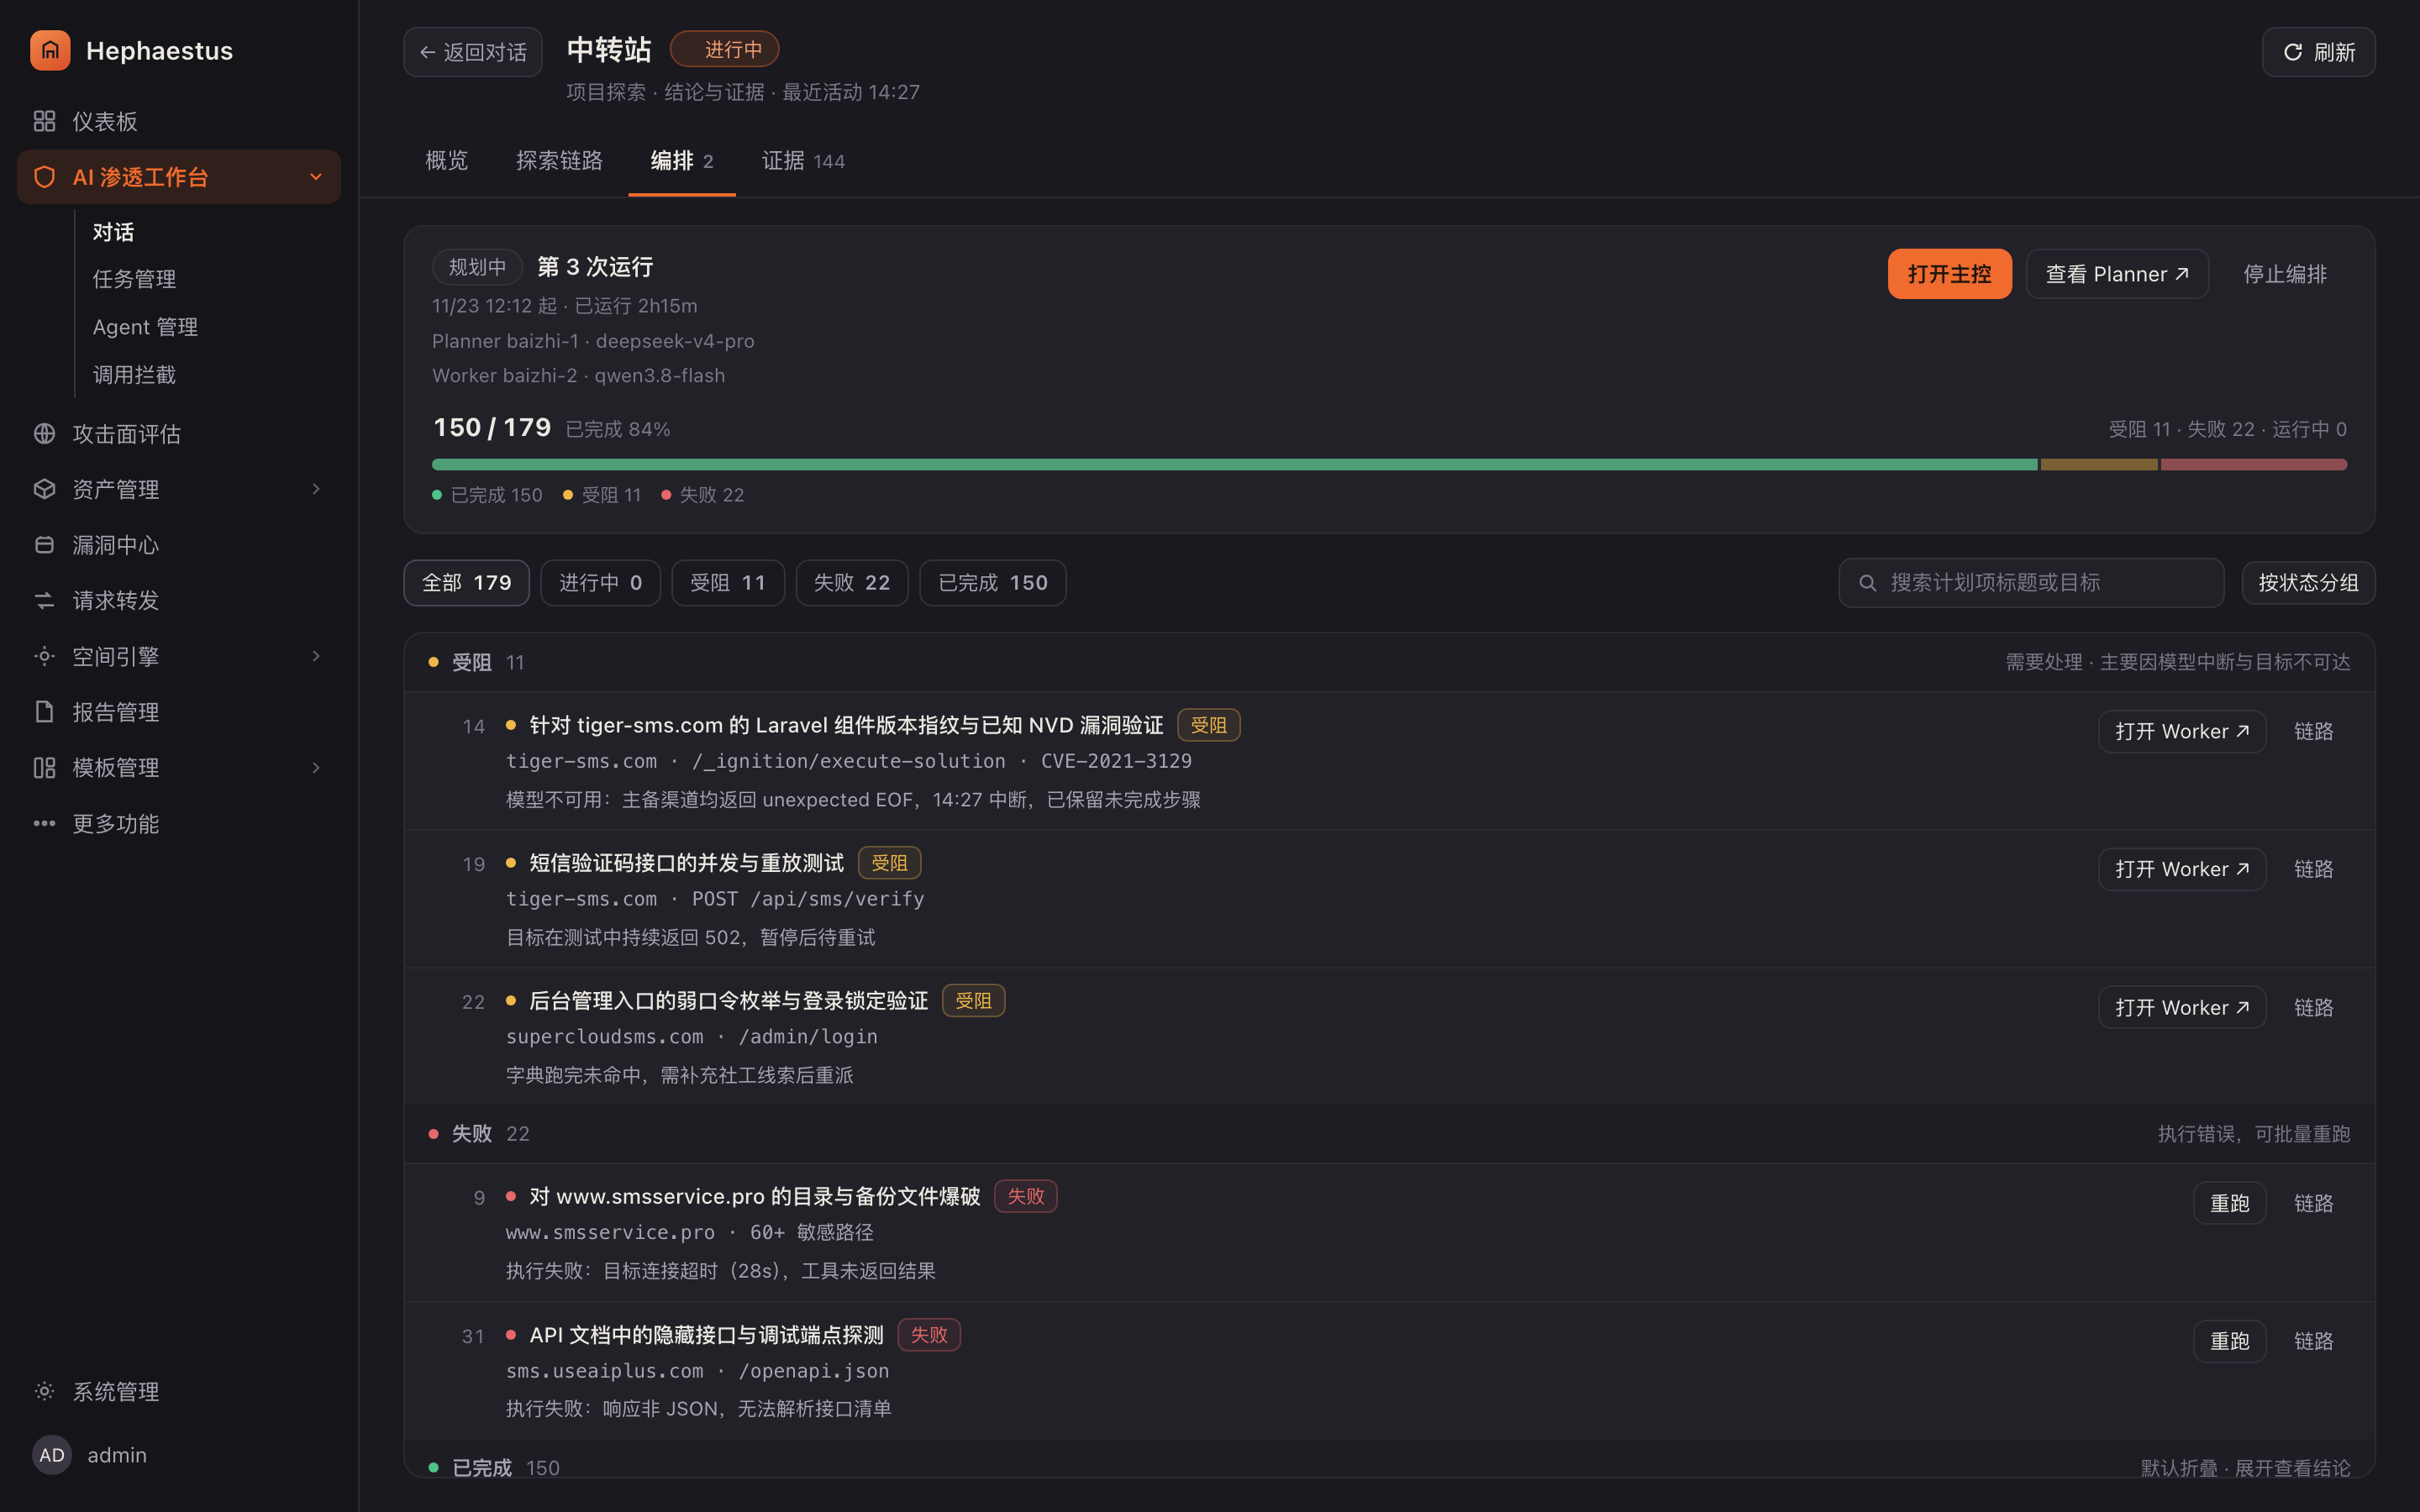 Hephaestus
仪表板
AI 渗透工作台
对话
任务管理
Agent 管理
调用拦截
攻击面评估
资产管理
漏洞中心
请求转发
空间引擎
报告管理
模板管理
更多功能
系统管理
AD admin
← 返回对话
中转站 进行中
项目探索 · 结论与证据 · 最近活动 14:27
刷新
概览 探索链路 编排 2 证据 144
规划中 第 3 次运行
打开主控 查看 Planner ↗ 停止编排
11/23 12:12 起 · 已运行 2h15m
Planner baizhi-1 · deepseek-v4-pro
Worker baizhi-2 · qwen3.8-flash
150 / 179 已完成 84%
受阻 11 · 失败 22 · 运行中 0
已完成 150 受阻 11 失败 22
全部 179 进行中 0 受阻 11 失败 22 已完成 150
搜索计划项标题或目标 按状态分组
受阻 11 需要处理 · 主要因模型中断与目标不可达
14 针对 tiger-sms.com 的 Laravel 组件版本指纹与已知 NVD 漏洞验证 受阻 打开 Worker ↗ 链路
tiger-sms.com · /_ignition/execute-solution · CVE-2021-3129
模型不可用：主备渠道均返回 unexpected EOF，14:27 中断，已保留未完成步骤
19 短信验证码接口的并发与重放测试 受阻 打开 Worker ↗ 链路
tiger-sms.com · POST /api/sms/verify
目标在测试中持续返回 502，暂停后待重试
22 后台管理入口的弱口令枚举与登录锁定验证 受阻 打开 Worker ↗ 链路
supercloudsms.com · /admin/login
字典跑完未命中，需补充社工线索后重派
失败 22 执行错误，可批量重跑
9 对 www.smsservice.pro 的目录与备份文件爆破 失败 重跑 链路
www.smsservice.pro · 60+ 敏感路径
执行失败：目标连接超时（28s），工具未返回结果
31 API 文档中的隐藏接口与调试端点探测 失败 重跑 链路
sms.useaiplus.com · /openapi.json
执行失败：响应非 JSON，无法解析接口清单
已完成 150 默认折叠 · 展开查看结论